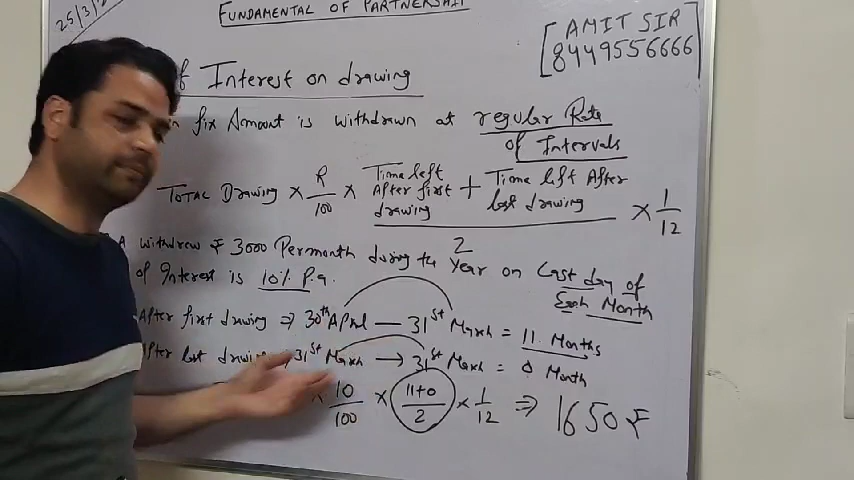 25/3/2
FUNDAMENTAL OF PARTNERSHIP
[AMIT SIR
8449556666]
of Interest on drawing
fix Amount is withdrawn at regular Rate
of Intervals
TOTAL Drawing × R/100 × Time left After first drawing + Time left After last drawing / 2 × 1/12
A withdrew ₹ 3000 Per month during the year on Last day of
Each Month
of Interest is 10% P.a
After first drawing ⇒ 30th April — 31st March = 11 Months
After last drawing 31st March → 31st March = 0 Month
× 10/100 × 11+0/2 × 1/12 ⇒ 1650 ₹